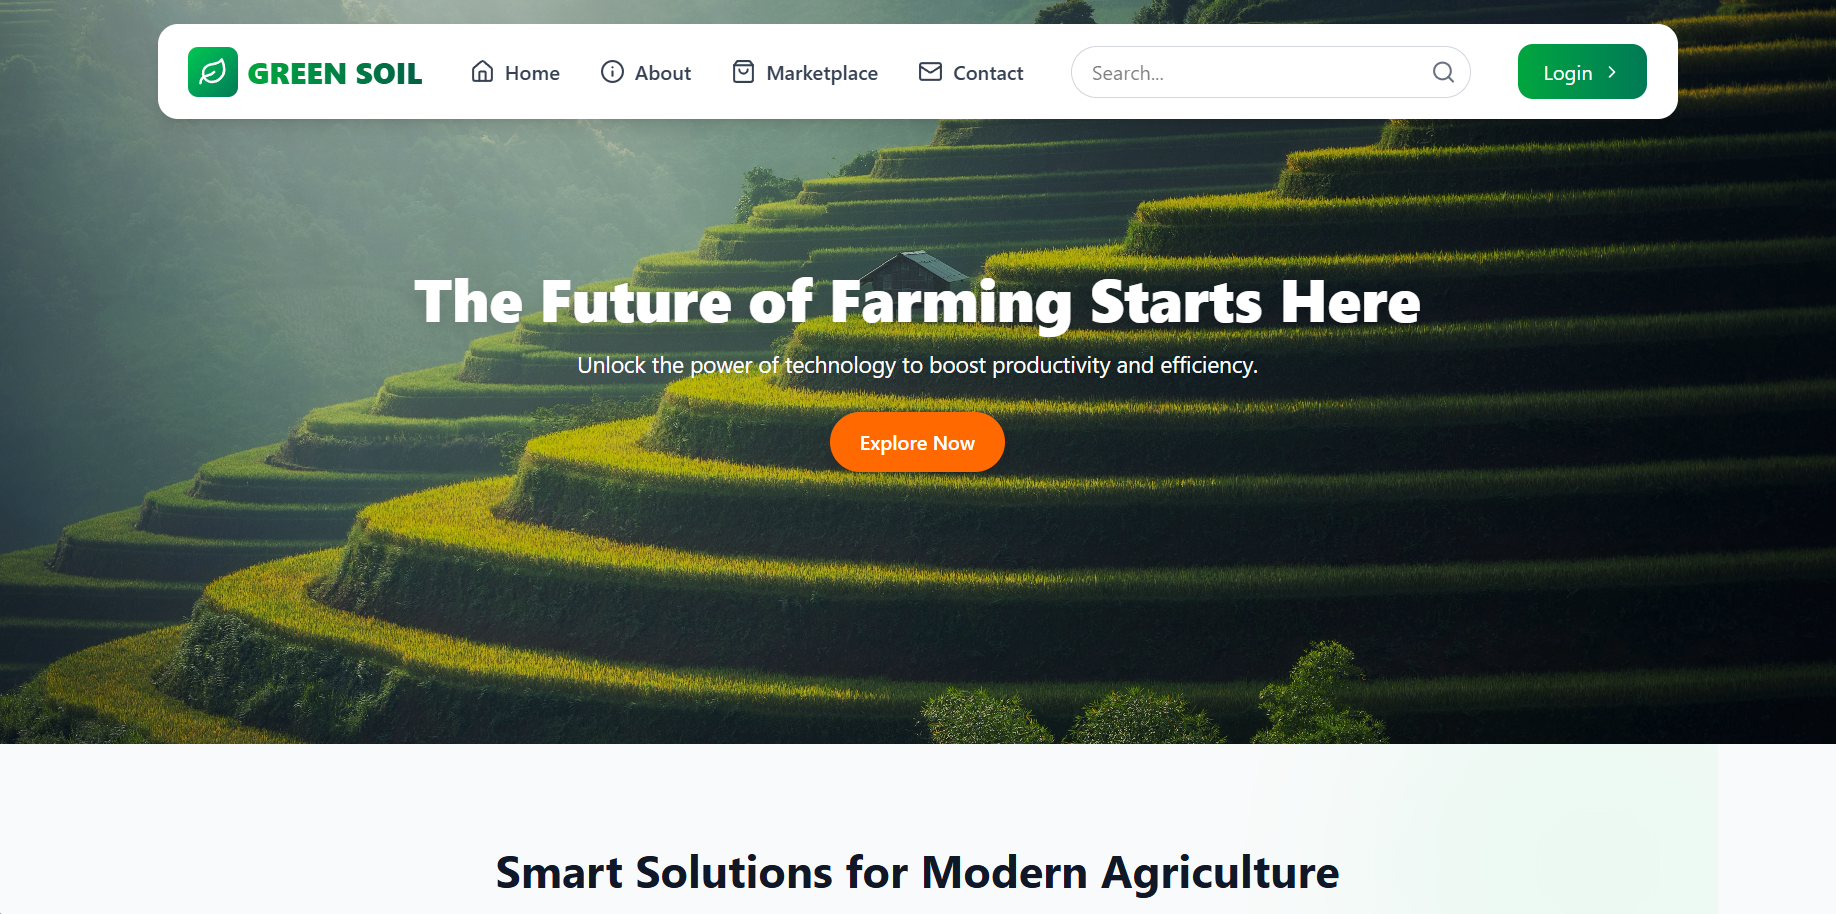 GREEN SOIL
Home
About
Marketplace
Contact
Search...
Login
The Future of Farming Starts Here
Unlock the power of technology to boost productivity and efficiency.
Explore Now
Smart Solutions for Modern Agriculture